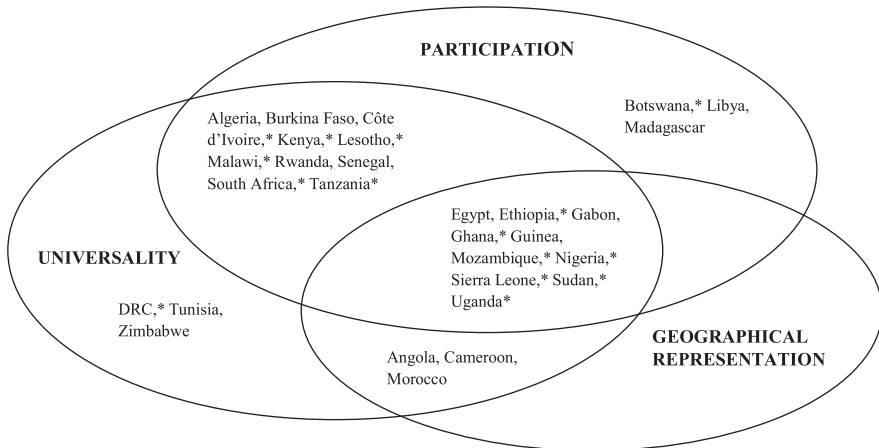 PARTICIPATION
Botswana,* Libya,
Madagascar
Algeria, Burkina Faso, Côte
d’Ivoire,* Kenya,* Lesotho,*
Malawi,* Rwanda, Senegal,
South Africa,* Tanzania*
Egypt, Ethiopia,* Gabon,
Ghana,* Guinea,
Mozambique,* Nigeria,*
Sierra Leone,* Sudan,*
Uganda*
UNIVERSALITY
DRC,* Tunisia,
Zimbabwe
GEOGRAPHICAL
REPRESENTATION
Angola, Cameroon,
Morocco